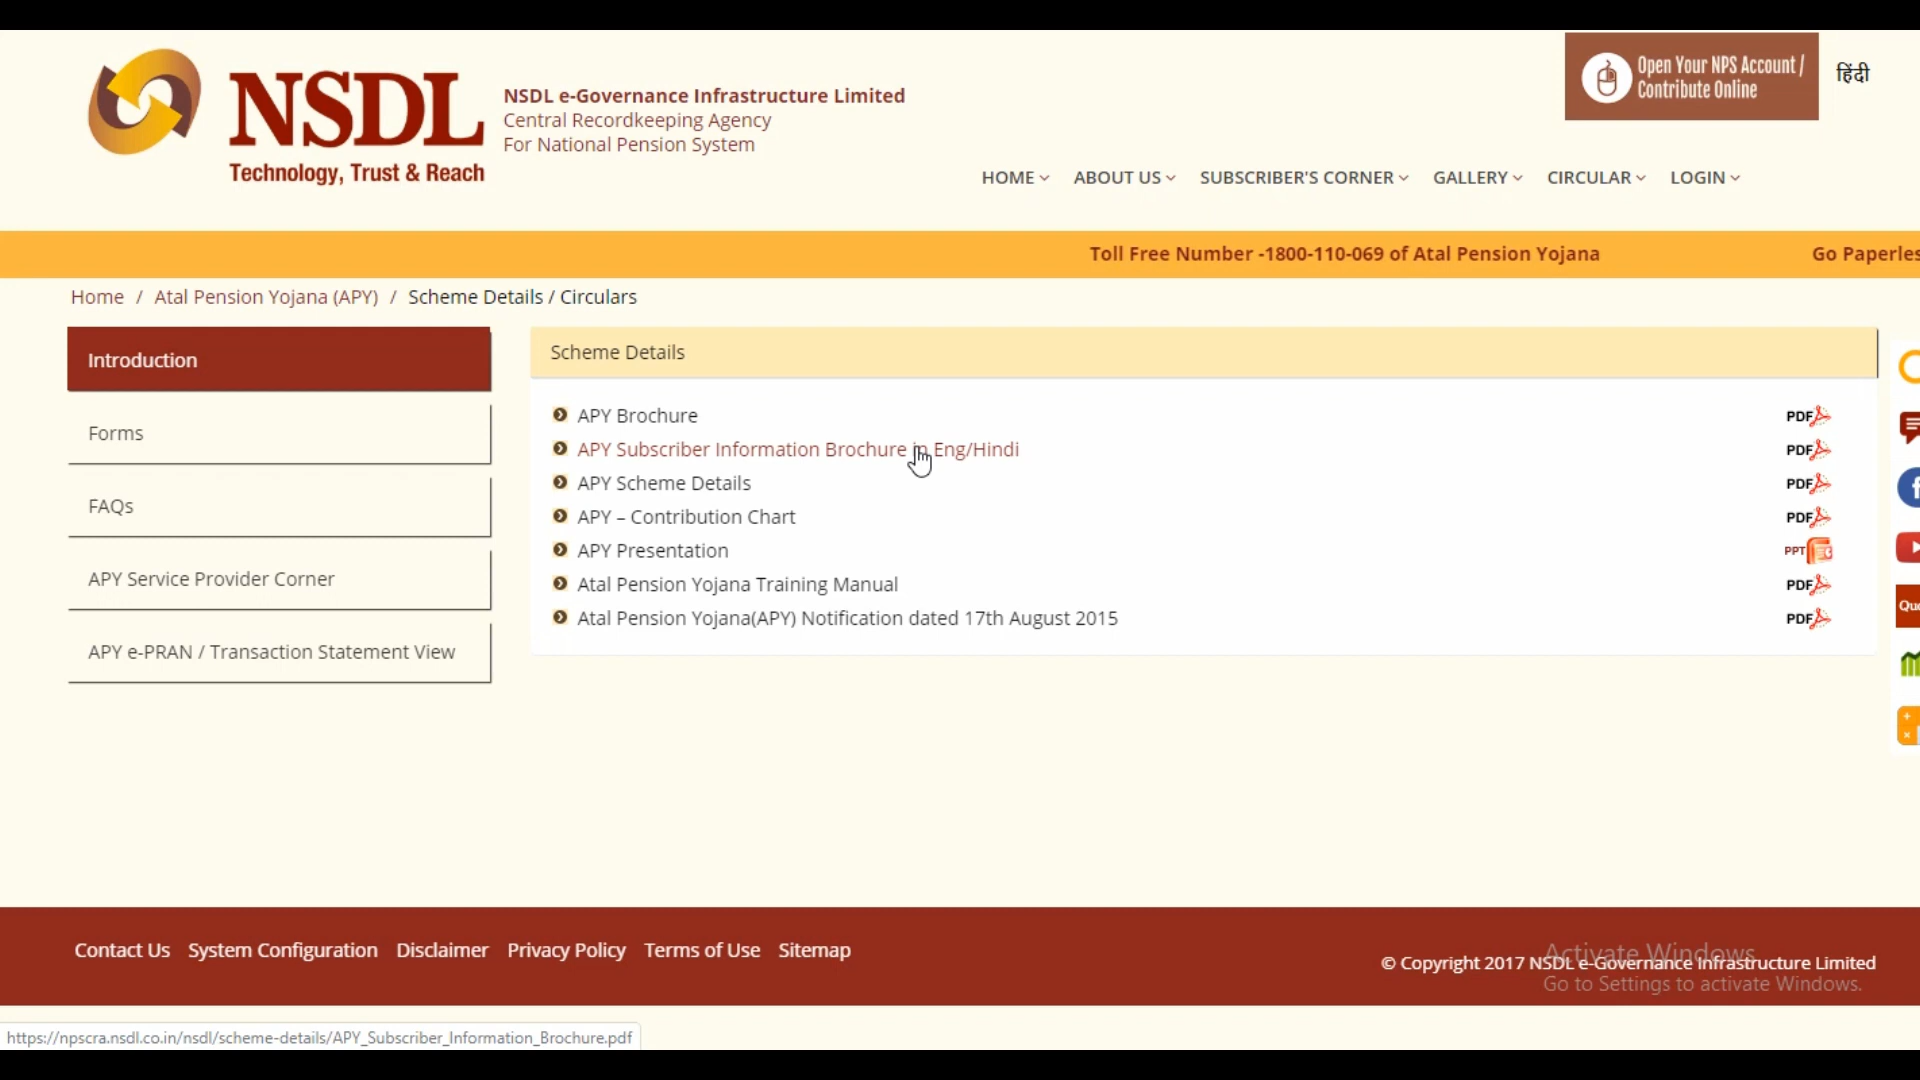 NSDL
Technology, Trust & Reach
NSDL e-Governance Infrastructure Limited
Central Recordkeeping Agency
For National Pension System
Open Your NPS Account /
Contribute Online
हिंदी
HOME
ABOUT US
SUBSCRIBER'S CORNER
GALLERY
CIRCULAR
LOGIN
Toll Free Number -1800-110-069 of Atal Pension Yojana
Go Paperles
Home / Atal Pension Yojana (APY) / Scheme Details / Circulars
Introduction
Forms
FAQs
APY Service Provider Corner
APY e-PRAN / Transaction Statement View
Scheme Details
APY Brochure PDF
APY Subscriber Information Brochure in Eng/Hindi PDF
APY Scheme Details PDF
APY – Contribution Chart PDF
APY Presentation PPT
Atal Pension Yojana Training Manual PDF
Atal Pension Yojana(APY) Notification dated 17th August 2015 PDF
Qu
Contact Us System Configuration Disclaimer Privacy Policy Terms of Use Sitemap
© Copyright 2017 NSDL e-Governance Infrastructure Limited
Activate Windows
Go to Settings to activate Windows.
https://npscra.nsdl.co.in/nsdl/scheme-details/APY_Subscriber_Information_Brochure.pdf